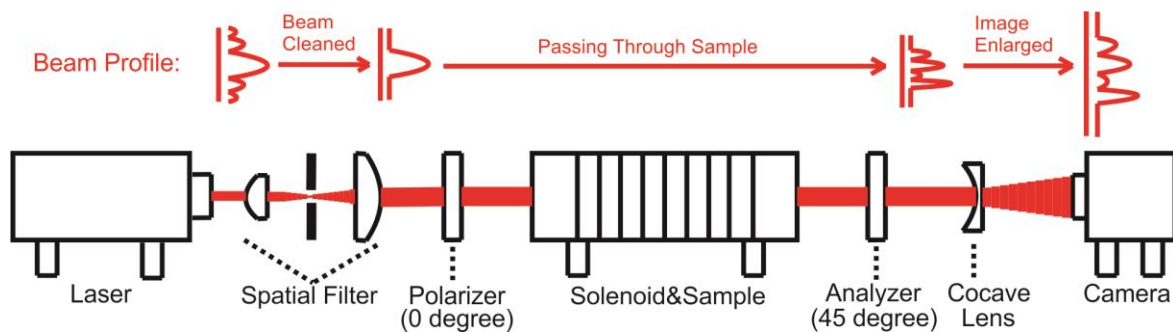 Beam Profile:
Beam
Cleaned
Passing Through Sample
Image
Enlarged
Laser
Spatial Filter
Polarizer
(0 degree)
Solenoid&Sample
Analyzer
(45 degree)
Cocave
Lens
Camera